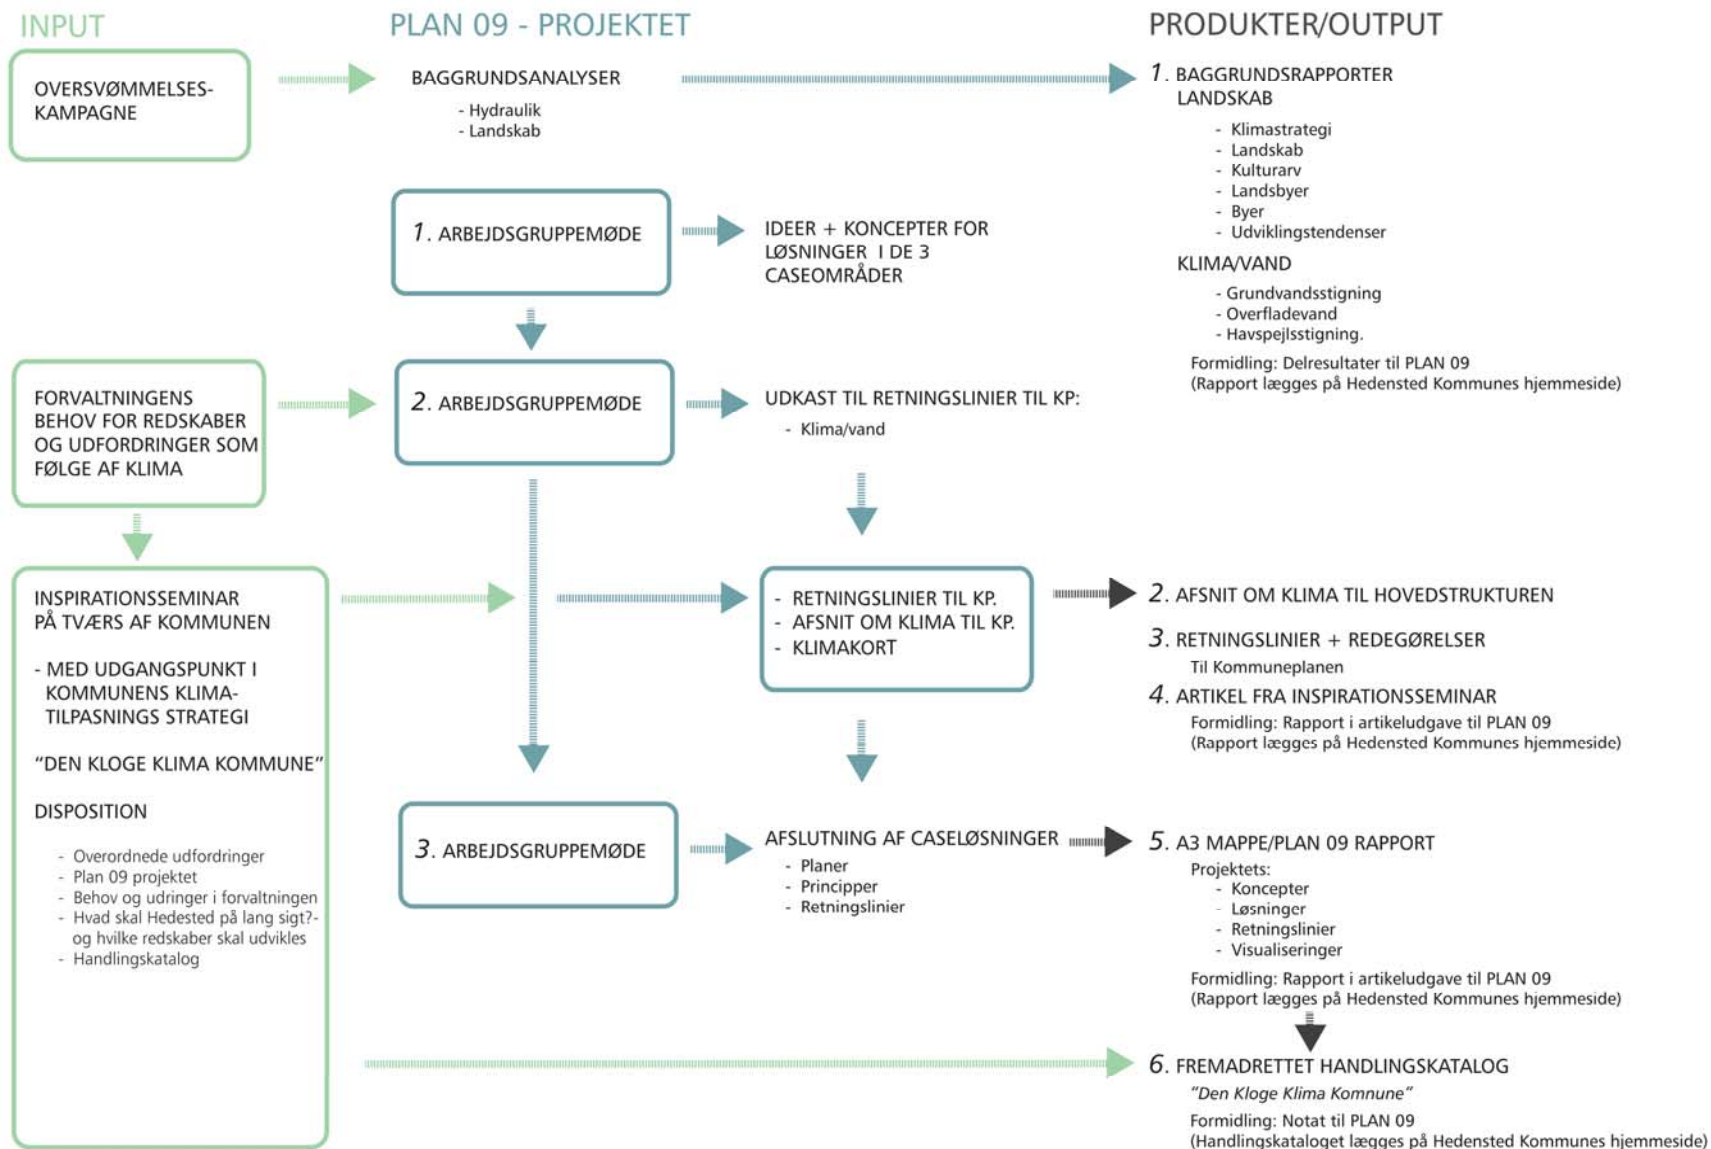 INPUT
OVERSVØMMELSES-
KAMPAGNE
FORVALTNINGENS
BEHOV FOR REDSKABER
OG UDFORDRINGER SOM
FØLGE AF KLIMA
INSPIRATIONSSEMINAR
PÅ TVÆRS AF KOMMUNEN
- MED UDGANGSPUNKT I
KOMMUNENS KLIMA-
TILPASNINGS STRATEGI
"DEN KLOGE KLIMA KOMMUNE"
DISPOSITION
- Overordnede udfordringer
- Plan 09 projektet
- Behov og udringer i forvaltningen
- Hvad skal Hedested på lang sigt?-
og hvilke redskaber skal udvikles
- Handlingskatalog
PLAN 09 - PROJEKTET
BAGGRUNDSANALYSER
- Hydraulik
- Landskab
1. ARBEJDSGRUPPEMØDE
IDEER + KONCEPTER FOR
LØSNINGER I DE 3
CASEOMRÅDER
2. ARBEJDSGRUPPEMØDE
UDKAST TIL RETNINGSLINIER TIL KP:
- Klima/vand
- RETNINGSLINIER TIL KP.
- AFSNIT OM KLIMA TIL KP.
- KLIMAKORT
3. ARBEJDSGRUPPEMØDE
AFSLUTNING AF CASELØSNINGER
- Planer
- Principper
- Retningslinier
PRODUKTER/OUTPUT
1. BAGGRUNDSRAPPORTER
LANDSKAB
- Klimastrategi
- Landskab
- Kulturarv
- Landsbyer
- Byer
- Udviklingstendenser
KLIMA/VAND
- Grundvandsstigning
- Overfladevand
- Havspejlsstigning.
Formidling: Delresultater til PLAN 09
(Rapport lægges på Hedensted Kommunes hjemmeside)
2. AFSNIT OM KLIMA TIL HOVEDSTRUKTUREN
3. RETNINGSLINIER + REDEGØRELSER
Til Kommuneplanen
4. ARTIKEL FRA INSPIRATIONSSEMINAR
Formidling: Rapport i artikeludgave til PLAN 09
(Rapport lægges på Hedensted Kommunes hjemmeside)
5. A3 MAPPE/PLAN 09 RAPPORT
Projektets:
- Koncepter
- Løsninger
- Retningslinier
- Visualiseringer
Formidling: Rapport i artikeludgave til PLAN 09
(Rapport lægges på Hedensted Kommunes hjemmeside)
6. FREMADRETTET HANDLINGSKATALOG
"Den Kloge Klima Komnune"
Formidling: Notat til PLAN 09
(Handlingskataloget lægges på Hedensted Kommunes hjemmeside)